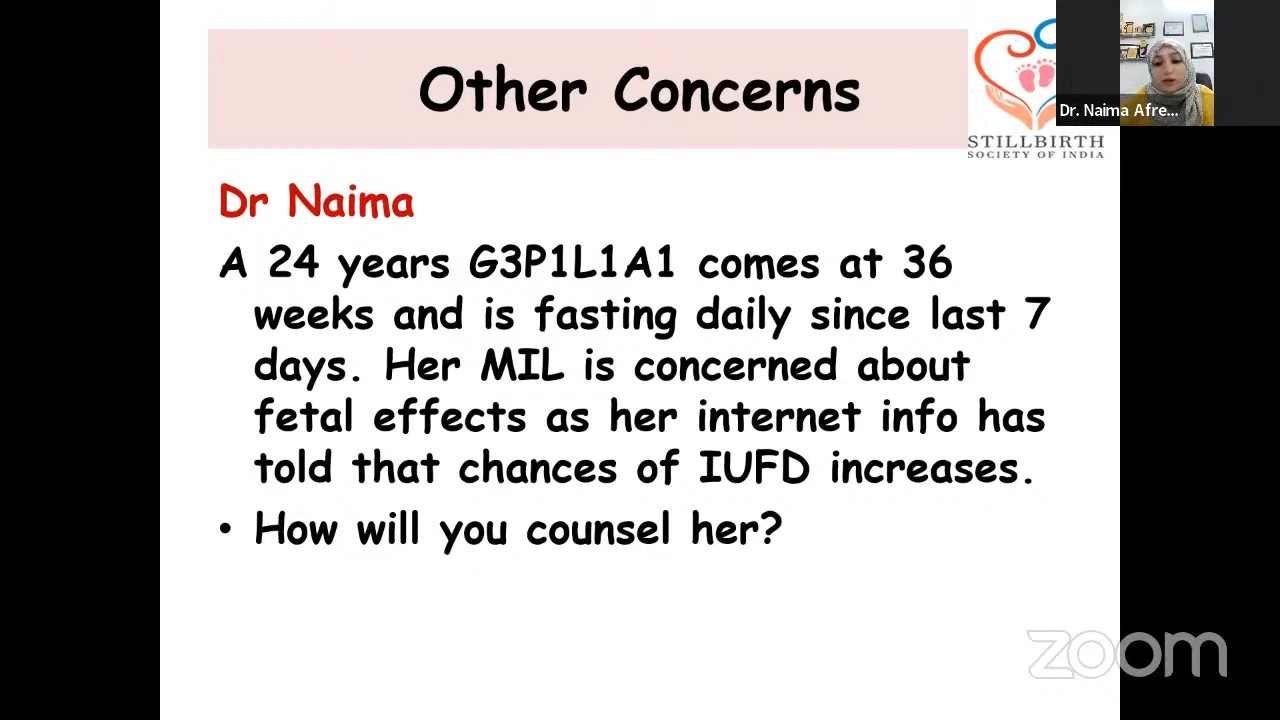 Other Concerns
STILLBIRTH
SOCIETY OF INDIA
Dr. Naima Afre...
Dr Naima
A 24 years G3P1L1A1 comes at 36
weeks and is fasting daily since last 7
days. Her MIL is concerned about
fetal effects as her internet info has
told that chances of IUFD increases.
• How will you counsel her?
zoom